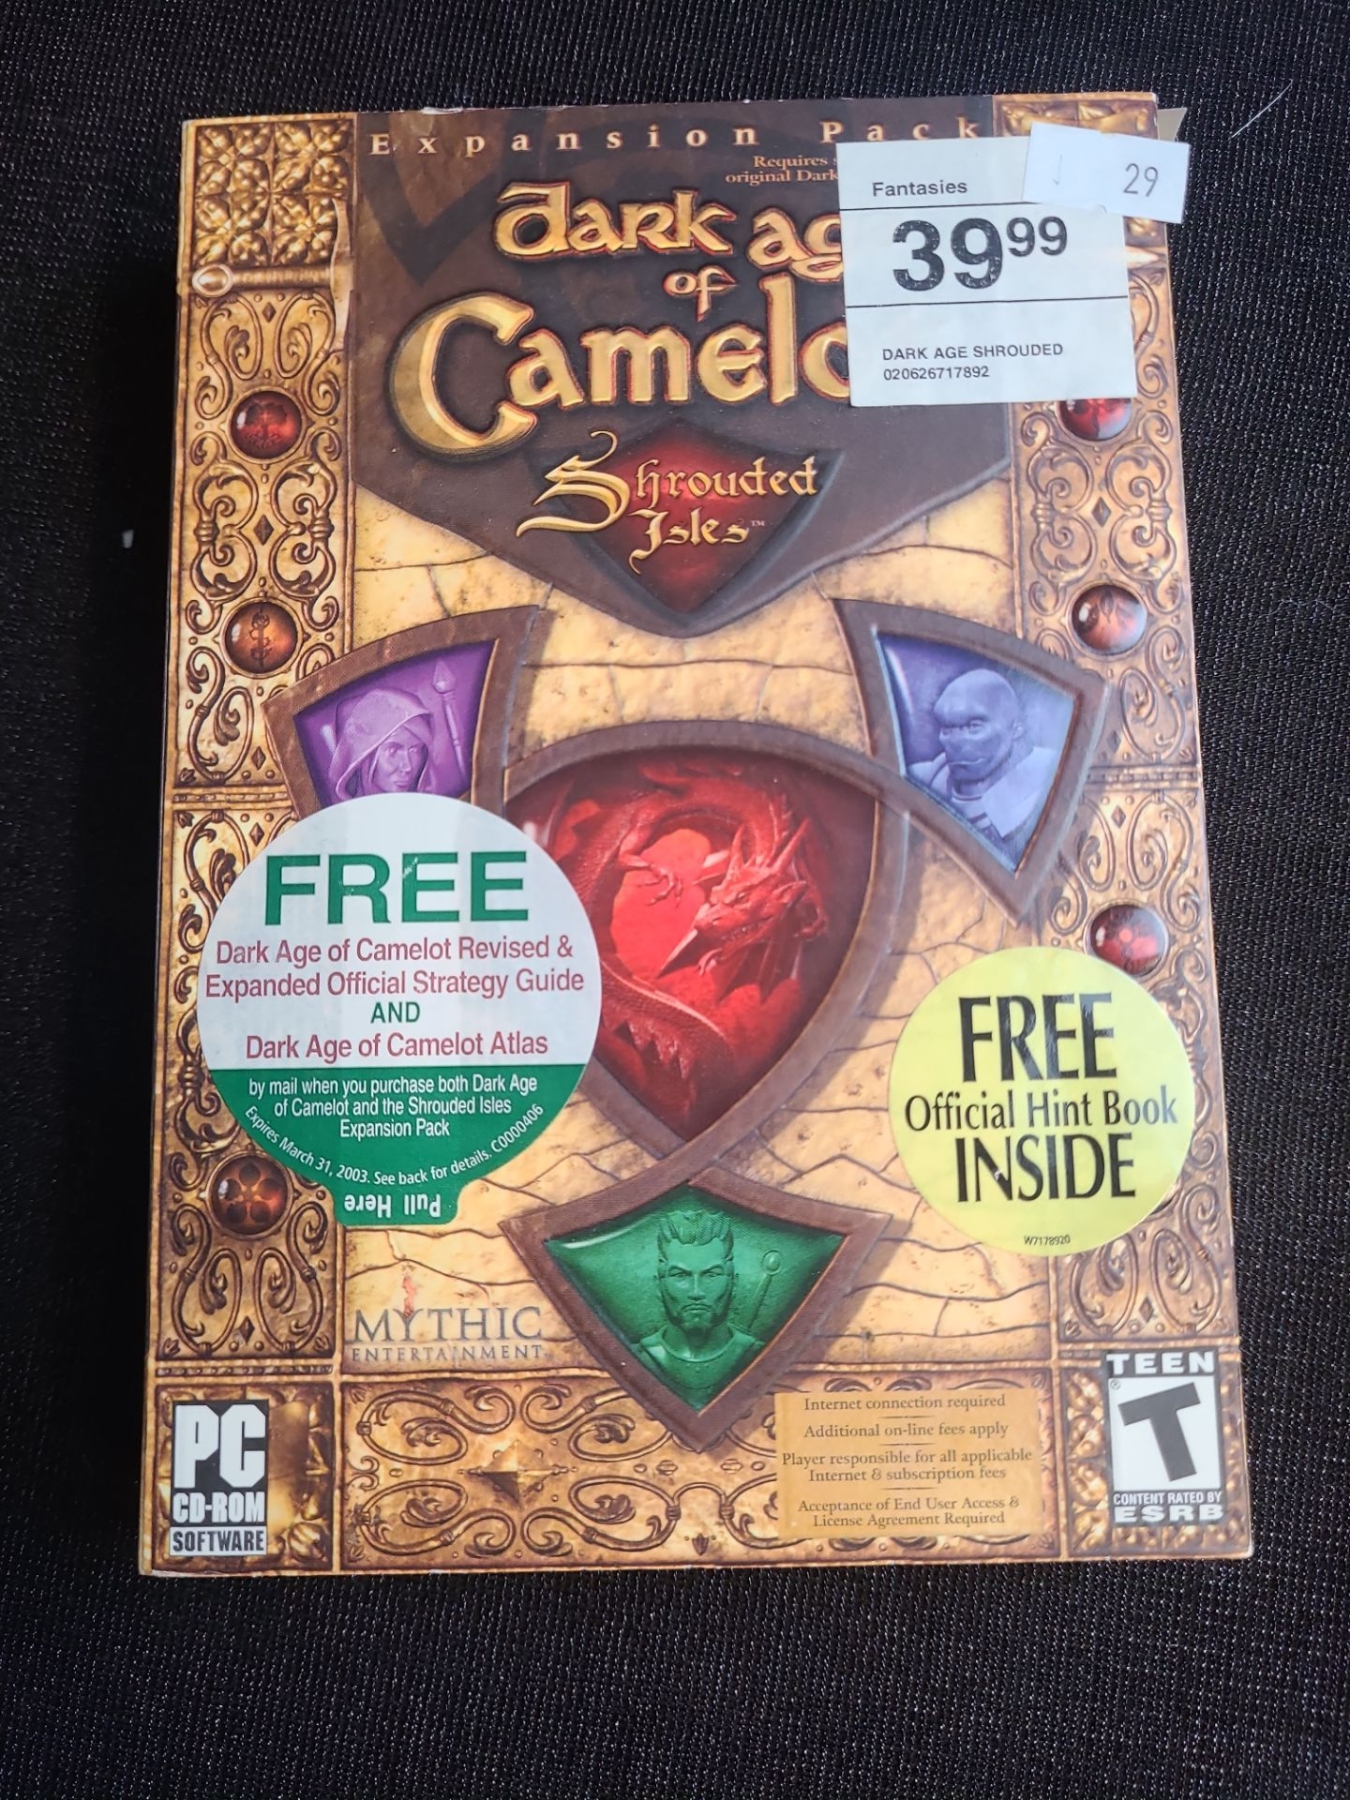 Expansion Pack
Requires
original Dark
Fantasies
29
39⁹⁹
DARK AGE SHROUDED
020626717892
dark ag
of
Camelo
Shrouded
Isles™
FREE
Dark Age of Camelot Revised &
Expanded Official Strategy Guide
AND
Dark Age of Camelot Atlas
by mail when you purchase both Dark Age
of Camelot and the Shrouded Isles
Expansion Pack
Expires March 31, 2003. See back for details. C0000406
Pull Here
FREE
Official Hint Book
INSIDE
W7178920
MYTHIC
ENTERTAINMENT
PC
CD-ROM
SOFTWARE
Internet connection required
Additional on-line fees apply
Player responsible for all applicable
Internet & subscription fees
Acceptance of End User Access &
License Agreement Required
TEEN
T
®
CONTENT RATED BY
ESRB